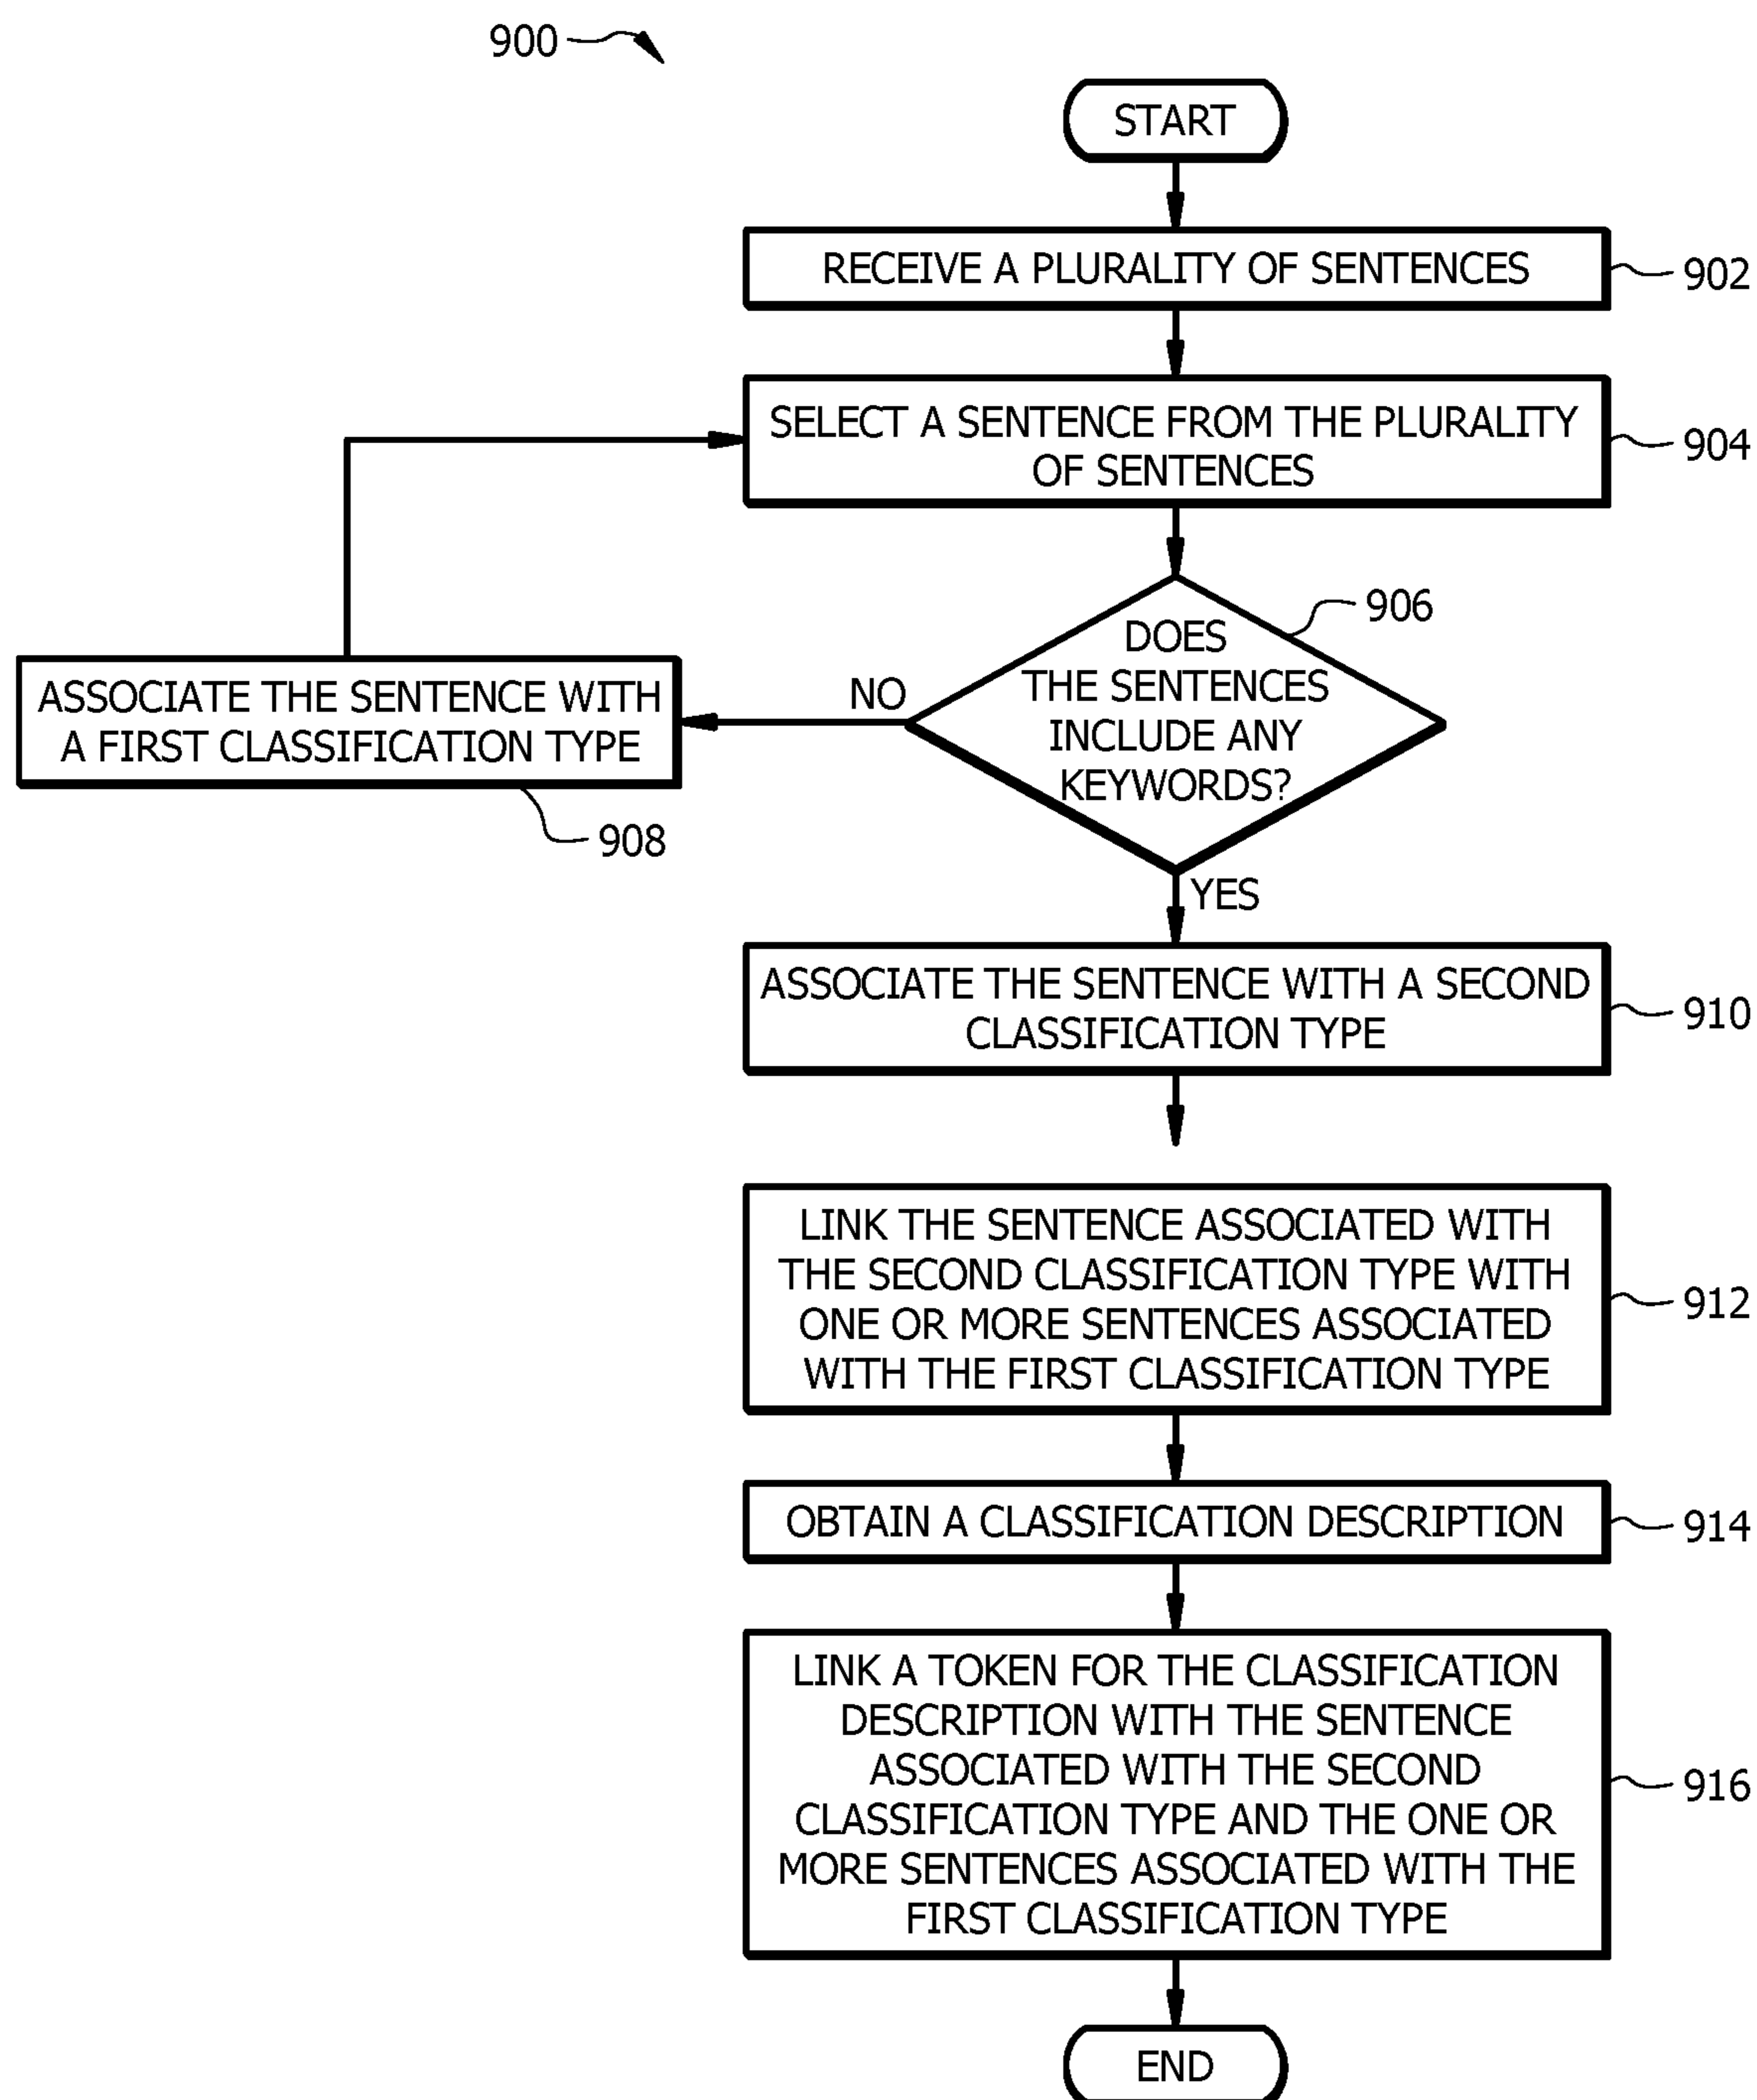 900
START
RECEIVE A PLURALITY OF SENTENCES
902
SELECT A SENTENCE FROM THE PLURALITY
OF SENTENCES
904
DOES
THE SENTENCES
INCLUDE ANY
KEYWORDS?
906
NO
ASSOCIATE THE SENTENCE WITH
A FIRST CLASSIFICATION TYPE
908
YES
ASSOCIATE THE SENTENCE WITH A SECOND
CLASSIFICATION TYPE
910
LINK THE SENTENCE ASSOCIATED WITH
THE SECOND CLASSIFICATION TYPE WITH
ONE OR MORE SENTENCES ASSOCIATED
WITH THE FIRST CLASSIFICATION TYPE
912
OBTAIN A CLASSIFICATION DESCRIPTION
914
LINK A TOKEN FOR THE CLASSIFICATION
DESCRIPTION WITH THE SENTENCE
ASSOCIATED WITH THE SECOND
CLASSIFICATION TYPE AND THE ONE OR
MORE SENTENCES ASSOCIATED WITH THE
FIRST CLASSIFICATION TYPE
916
END